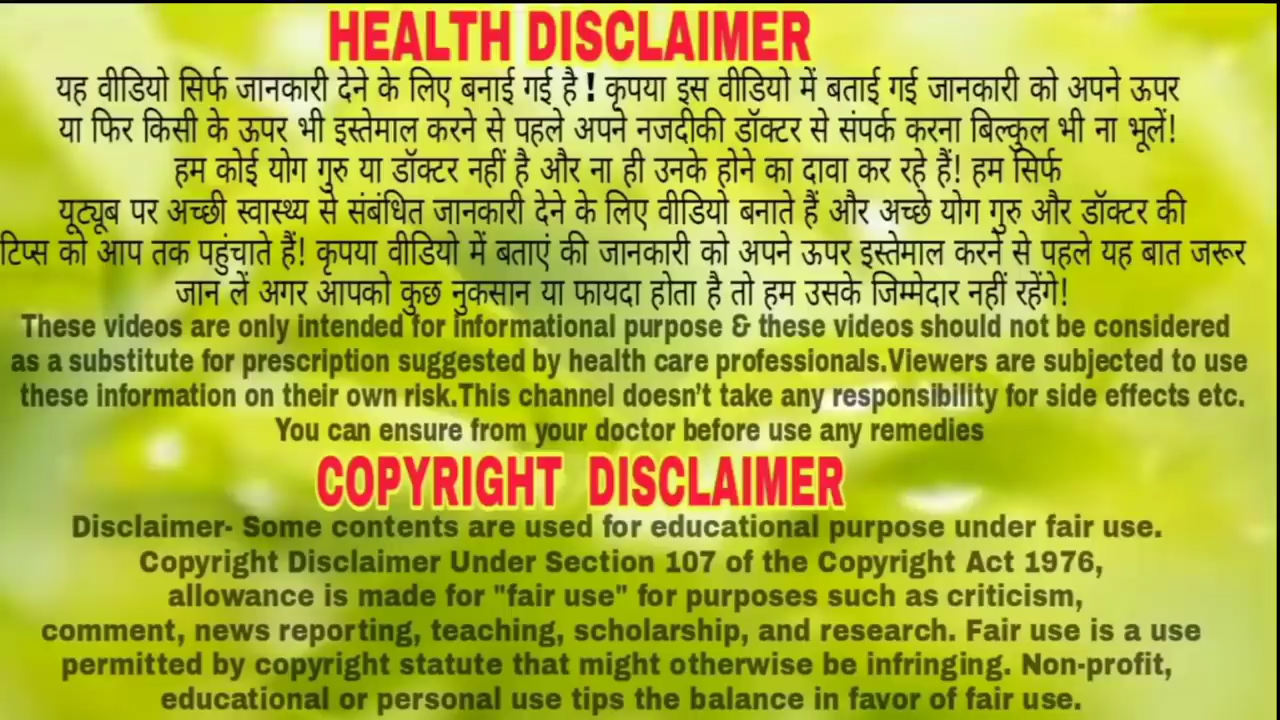 HEALTH DISCLAIMER
यह वीडियो सिर्फ जानकारी देने के लिए बनाई गई है ! कृपया इस वीडियो में बताई गई जानकारी को अपने ऊपर
या फिर किसी के ऊपर भी इस्तेमाल करने से पहले अपने नजदीकी डॉक्टर से संपर्क करना बिल्कुल भी ना भूलें!
हम कोई योग गुरु या डॉक्टर नहीं है और ना ही उनके होने का दावा कर रहे हैं! हम सिर्फ
यूट्यूब पर अच्छी स्वास्थ्य से संबंधित जानकारी देने के लिए वीडियो बनाते हैं और अच्छे योग गुरु और डॉक्टर की
टिप्स को आप तक पहुंचाते हैं! कृपया वीडियो में बताएं की जानकारी को अपने ऊपर इस्तेमाल करने से पहले यह बात जरूर
जान लें अगर आपको कुछ नुकसान या फायदा होता है तो हम उसके जिम्मेदार नहीं रहेंगे!
These videos are only intended for informational purpose & these videos should not be considered
as a substitute for prescription suggested by health care professionals.Viewers are subjected to use
these information on their own risk.This channel doesn't take any responsibility for side effects etc.
You can ensure from your doctor before use any remedies
COPYRIGHT DISCLAIMER
Disclaimer- Some contents are used for educational purpose under fair use.
Copyright Disclaimer Under Section 107 of the Copyright Act 1976,
allowance is made for "fair use" for purposes such as criticism,
comment, news reporting, teaching, scholarship, and research. Fair use is a use
permitted by copyright statute that might otherwise be infringing. Non-profit,
educational or personal use tips the balance in favor of fair use.